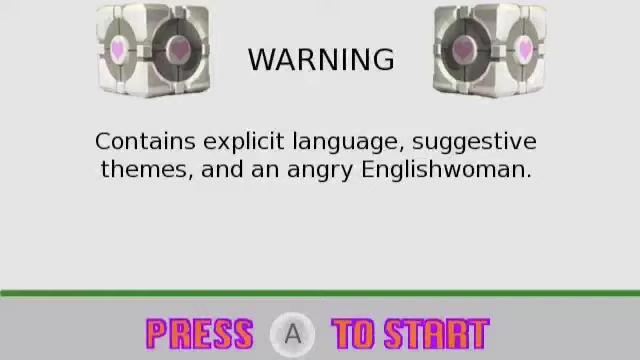 WARNING
Contains explicit language, suggestive
themes, and an angry Englishwoman.
PRESS A TO START